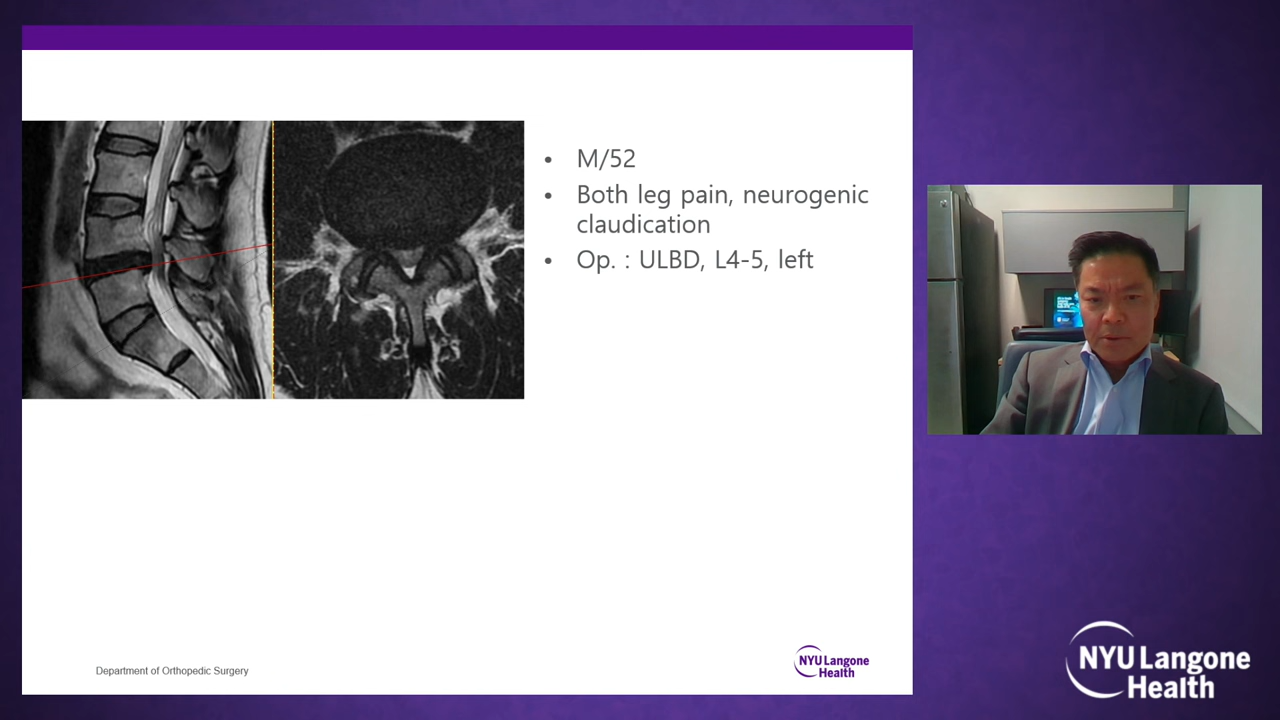 • M/52
• Both leg pain, neurogenic
claudication
• Op. : ULBD, L4-5, left
Department of Orthopedic Surgery
NYU Langone
Health
NYU Langone
Health